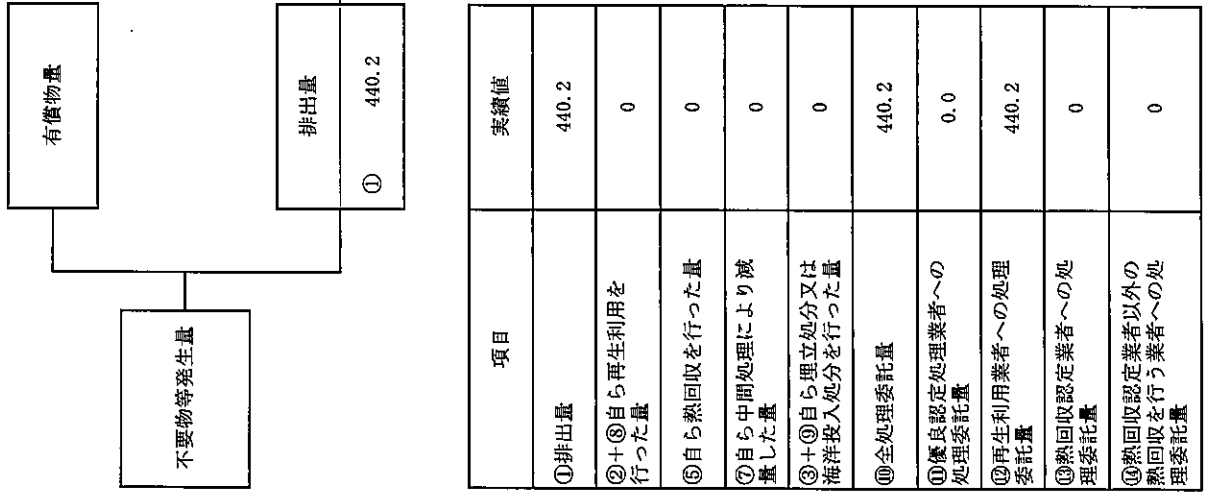 不要物等発生量
有償物量
排出量
① 440.2
項目
実績値
①排出量
440.2
②+⑧自ら再生利用を
行った量
0
⑤自ら熱回収を行った量
0
⑦自ら中間処理により減
量した量
0
③+⑨自ら埋立処分又は
海洋投入処分を行った量
0
⑩全処理委託量
440.2
⑪優良認定処理業者への
処理委託量
0.0
⑫再生利用業者への処理
委託量
440.2
⑬熱回収認定業者への処
理委託量
0
⑭熱回収認定業者以外の
熱回収を行う業者への処
理委託量
0